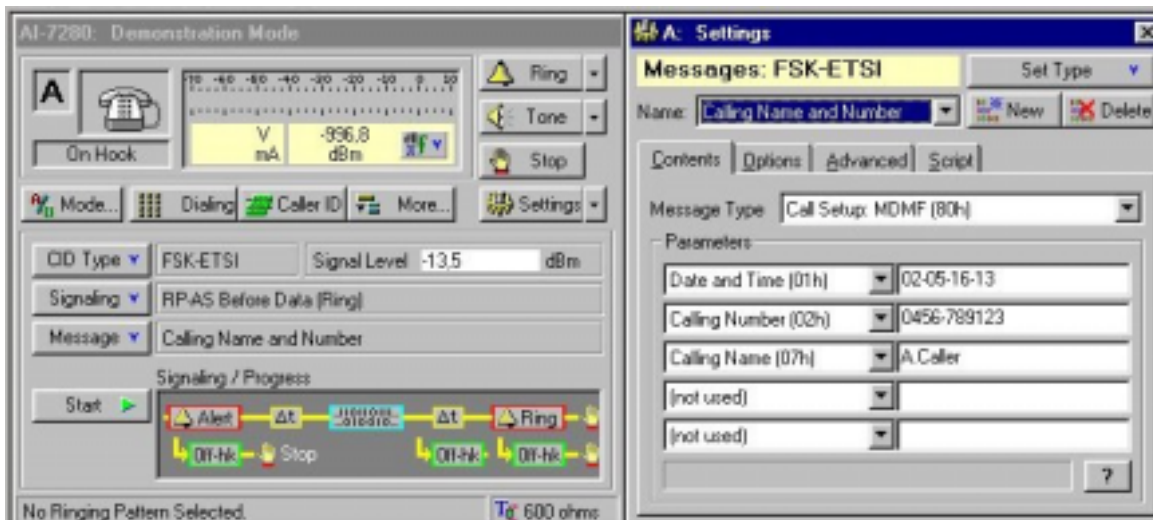 AI-7280: Demonstration Mode
A
On Hook
V
mA
-996,8
dBm
Ring
Tone
Stop
Mode...
Dialing
Caller ID
More...
Settings
CID Type
FSK-ETSI
Signal Level
-13,5
dBm
Signaling
RP-AS Before Data (Ring)
Message
Calling Name and Number
Signaling / Progress
Start
Alert
Δt
Δt
Ring
Off-hk
Stop
Off-hk
Off-hk
No Ringing Pattern Selected.
600 ohms
A: Settings
Messages: FSK-ETSI
Set Type
Name:
Calling Name and Number
New
Delete
Contents
Options
Advanced
Script
Message Type
Call Setup: MDMF (80h)
Parameters
Date and Time (01h)
02-05-16-13
Calling Number (02h)
0456-789123
Calling Name (07h)
A.Caller
(not used)
(not used)
?